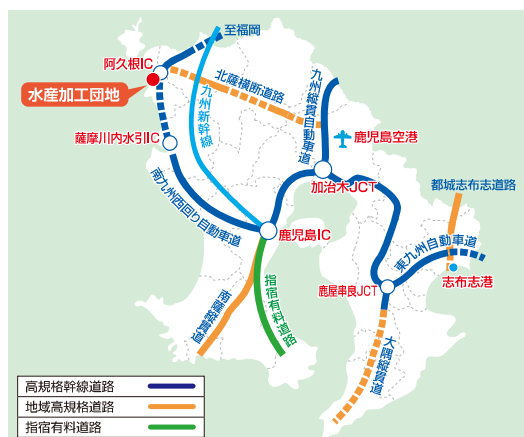 至福岡
阿久根IC
水産加工団地
北薩横断道路
九州新幹線
九州縦貫自動車道
鹿児島空港
薩摩川内水引IC
加治木JCT
都城志布志道路
南九州西回り自動車道
鹿児島IC
東九州自動車道
志布志港
鹿屋串良JCT
指宿有料道路
南薩縦貫道
大隅縦貫道
高規格幹線道路
地域高規格道路
指宿有料道路